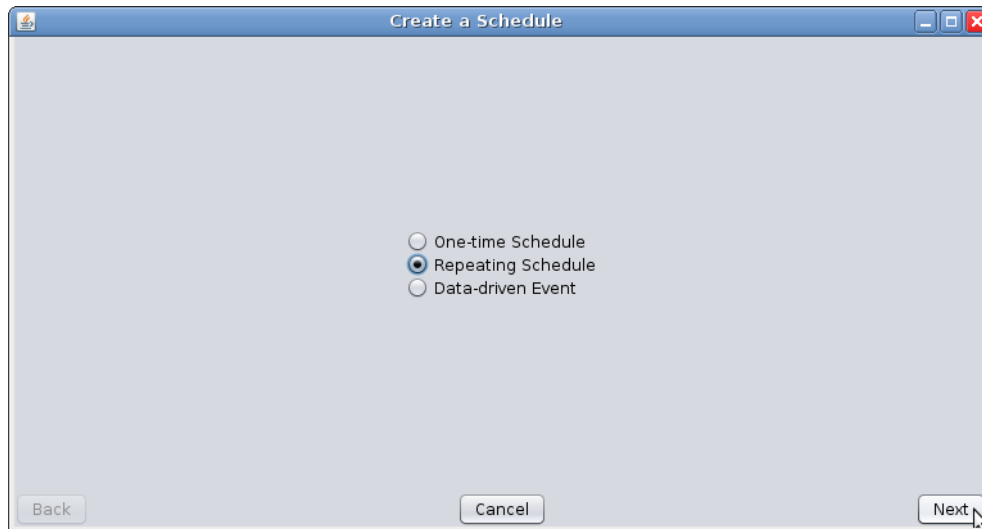 Create a Schedule
One-time Schedule
Repeating Schedule
Data-driven Event
Back
Cancel
Next